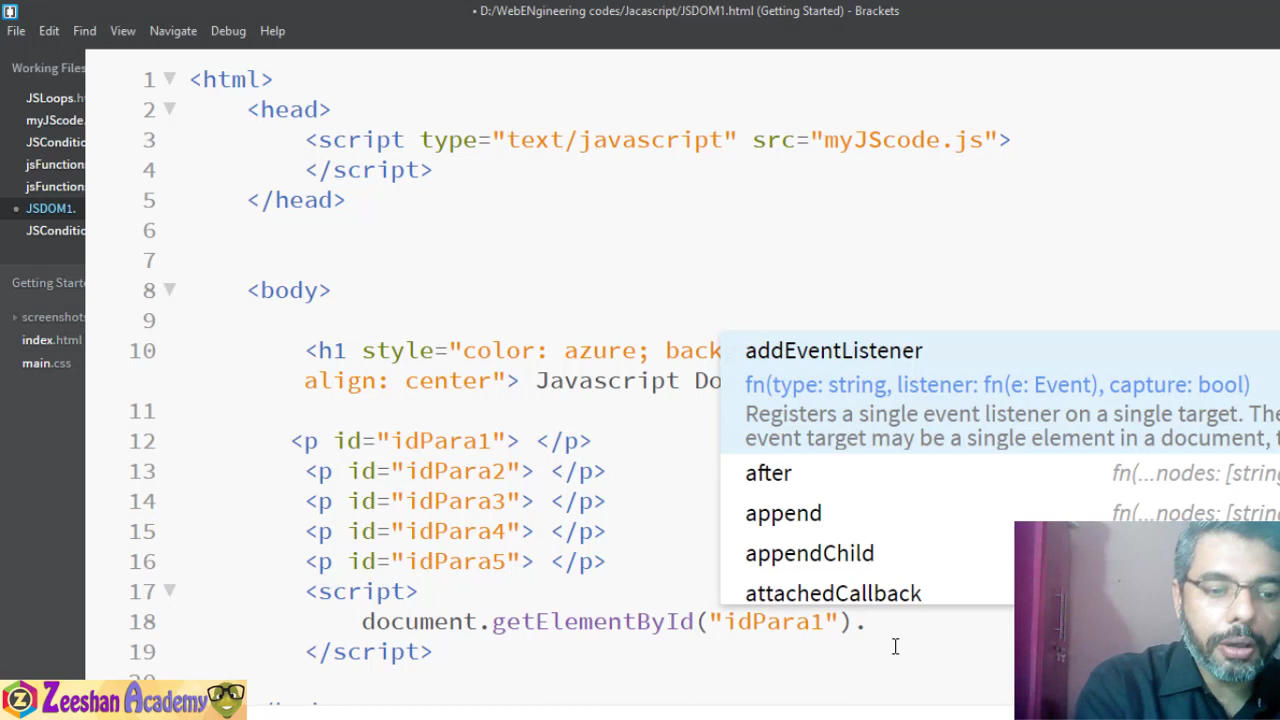 • D:/WebENgineering codes/Jacascript/JSDOM1.html (Getting Started) - Brackets
File Edit Find View Navigate Debug Help
Working Files
JSLoops.h
myJScode.
JSConditio
jsFunctions
jsFunctions
JSDOM1.
JSConditio
Getting Starte
screenshots
index.html
main.css
1 <html>
2 <head>
3 <script type="text/javascript" src="myJScode.js">
4 </script>
5 </head>
6
7
8 <body>
9
10 <h1 style="color: azure; backg
align: center"> Javascript Do
11
12 <p id="idPara1"> </p>
13 <p id="idPara2"> </p>
14 <p id="idPara3"> </p>
15 <p id="idPara4"> </p>
16 <p id="idPara5"> </p>
17 <script>
18 document.getElementById("idPara1").
19 </script>
addEventListener
fn(type: string, listener: fn(e: Event), capture: bool)
Registers a single event listener on a single target. The
event target may be a single element in a document,
after fn(...nodes: [string
append fn(...nodes: [string
appendChild
attachedCallback
Zeeshan Academy